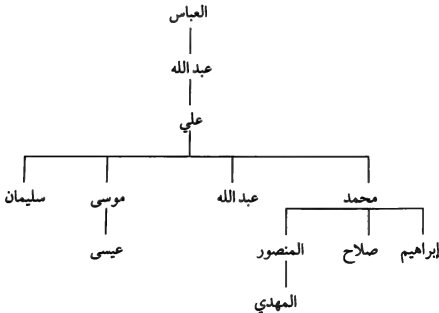 العباس
عبد الله
علي
محمد عبد الله موسى سليمان
إبراهيم صلاح المنصور عيسى
المهدي